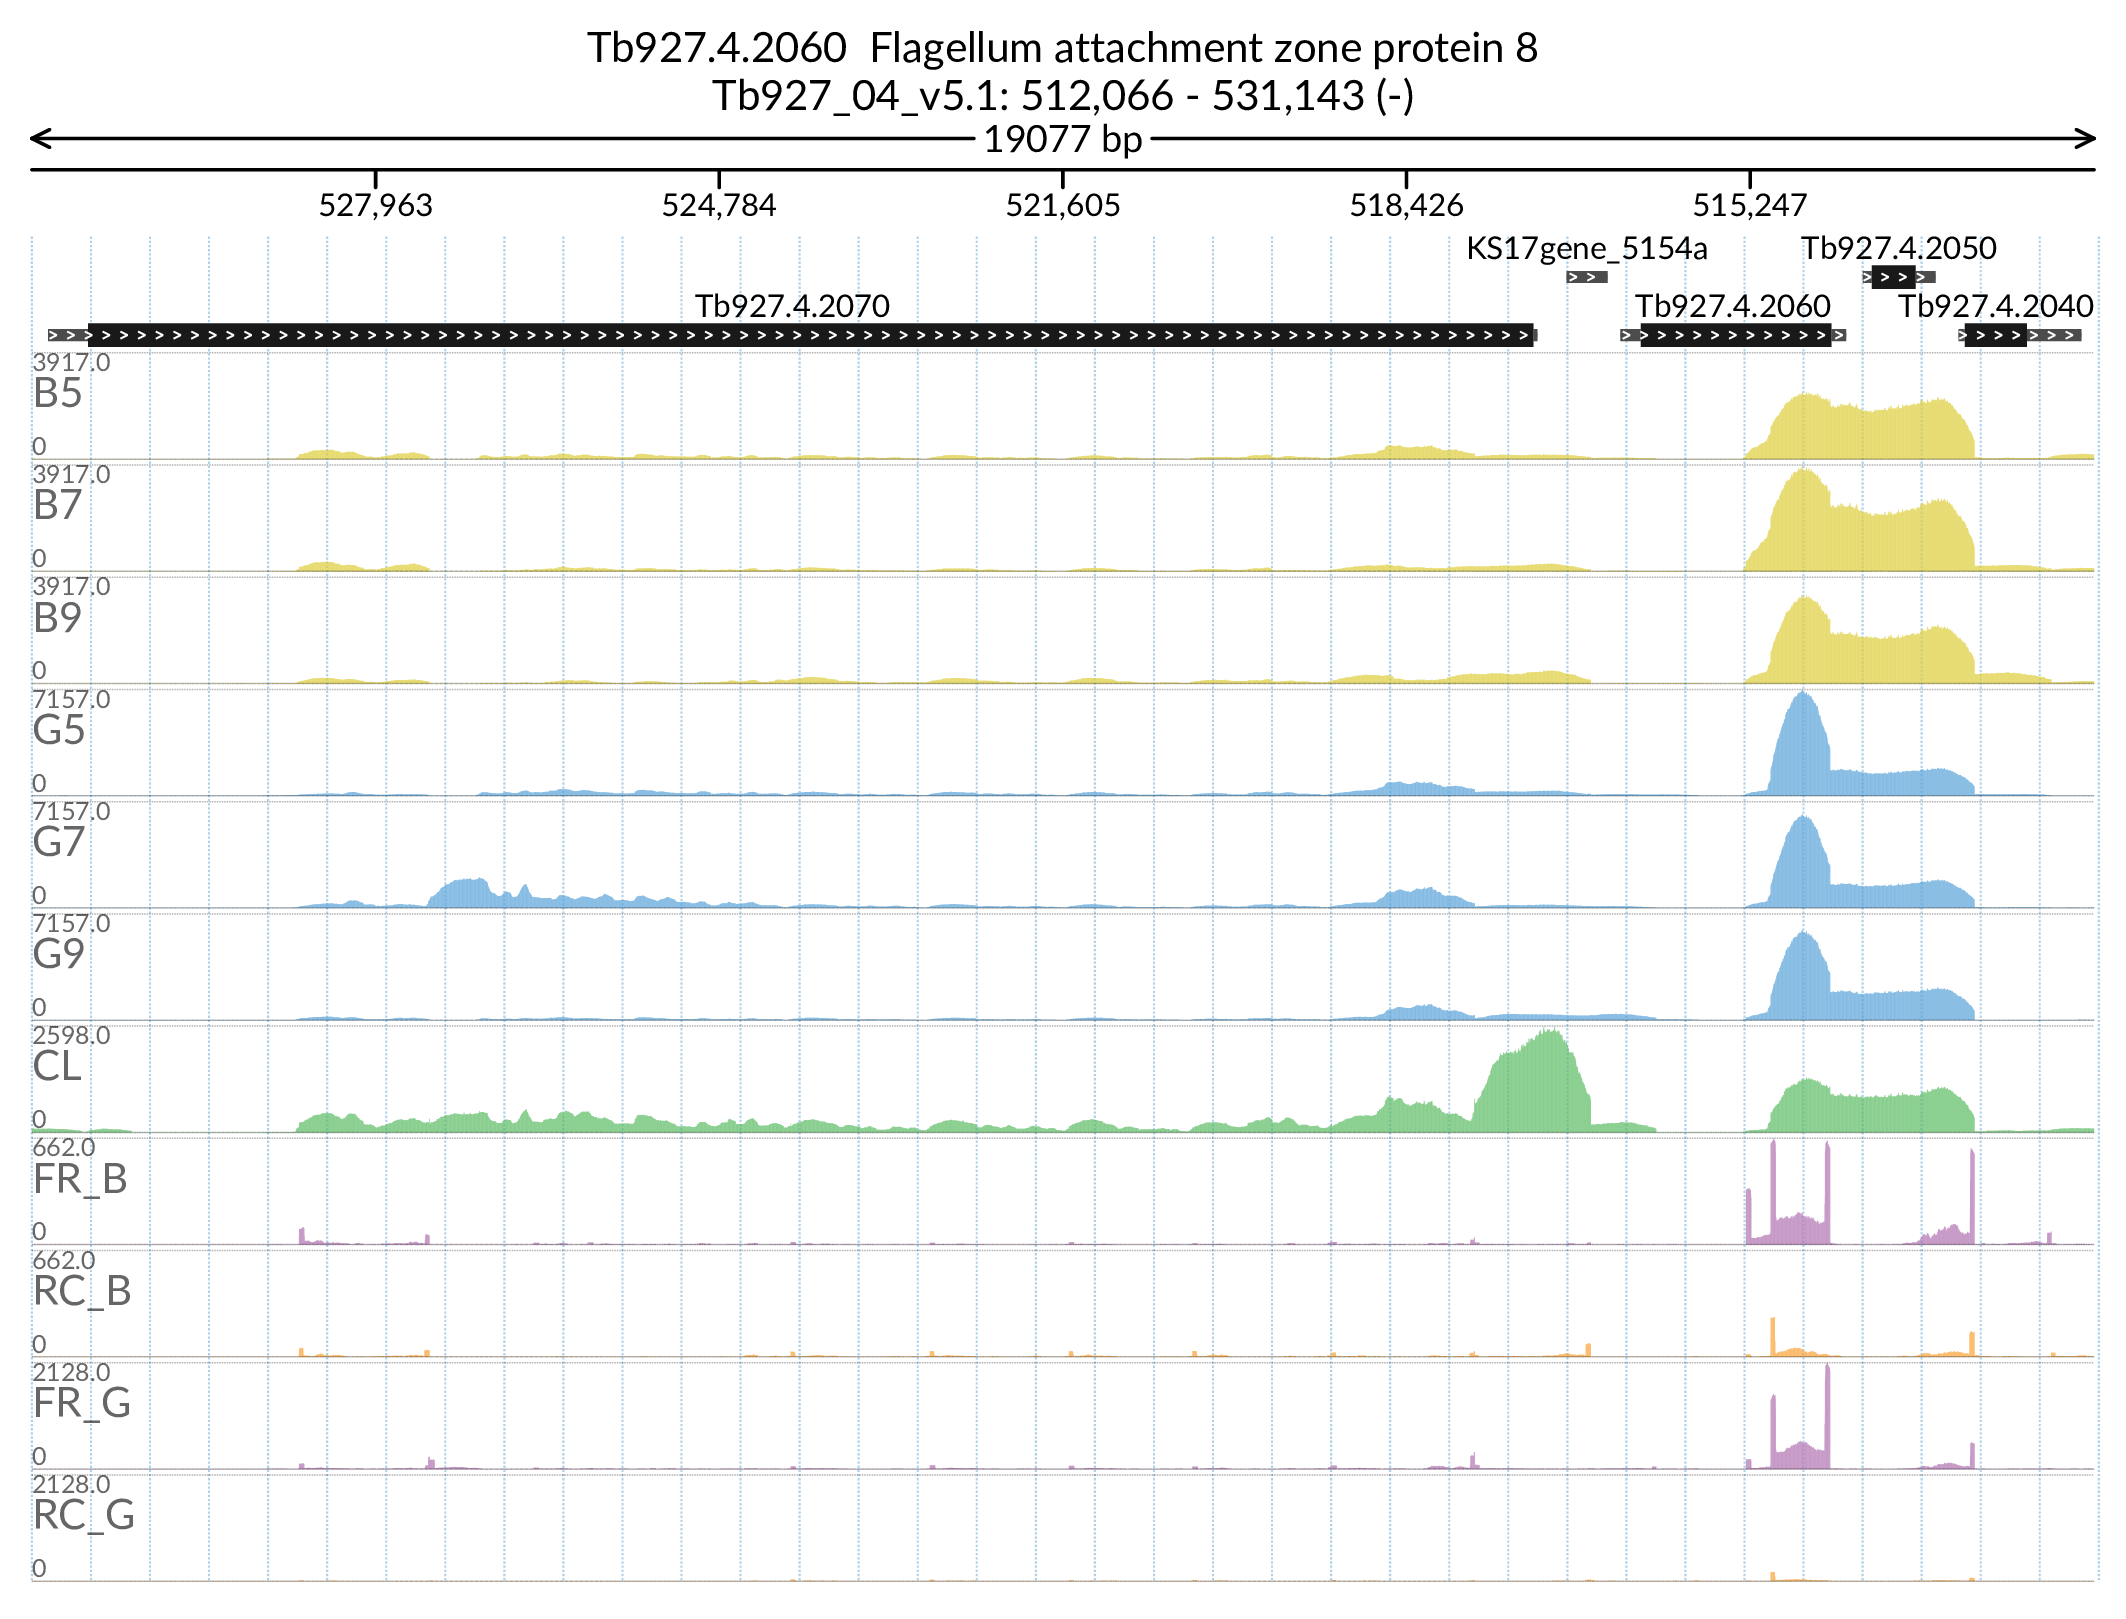 Tb927.4.2060  Flagellum attachment zone protein 8
Tb927_04_v5.1: 512,066 - 531,143 (-)
19077 bp
527,963 524,784 521,605 518,426 515,247
KS17gene_5154a Tb927.4.2050
Tb927.4.2070 Tb927.4.2060 Tb927.4.2040
3917.0
B5
0
3917.0
B7
0
3917.0
B9
0
7157.0
G5
0
7157.0
G7
0
7157.0
G9
0
2598.0
CL
0
662.0
FR_B
0
662.0
RC_B
0
2128.0
FR_G
0
2128.0
RC_G
0